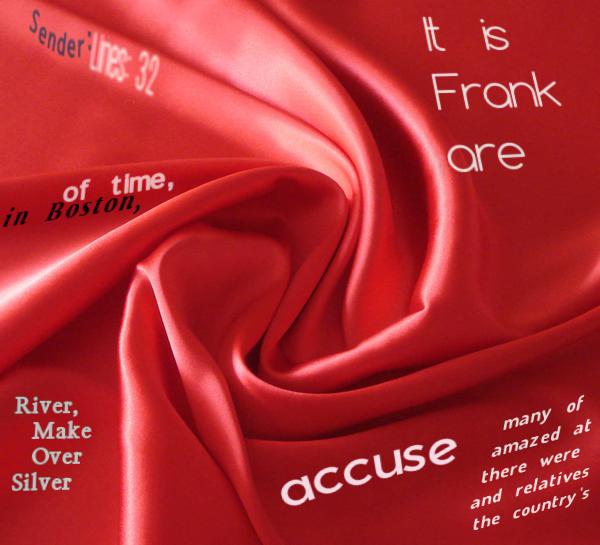 Sender:
Lines: 32
It is
Frank
are
of time,
in Boston,
River,
Make
Over
Silver
accuse
many of
amazed at
there were
and relatives
the country's